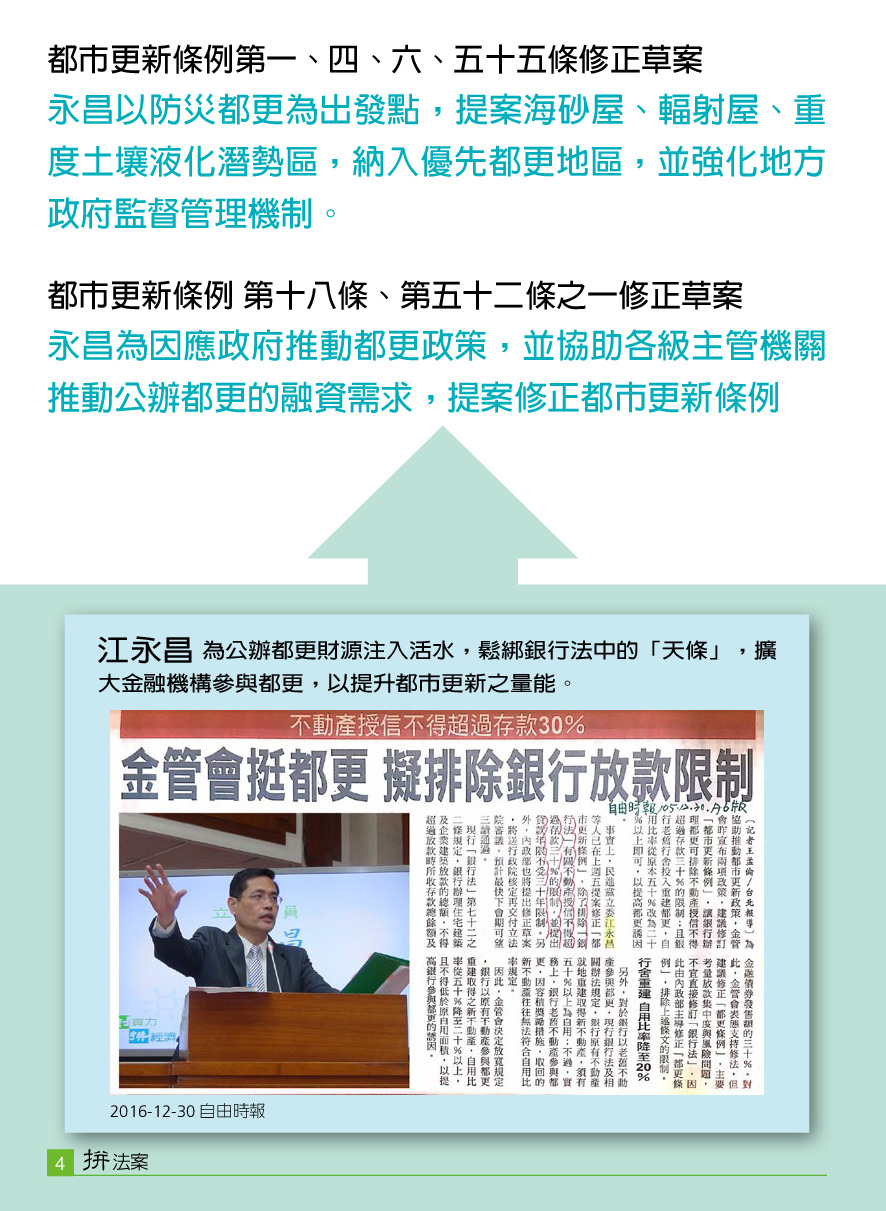 都市更新條例第一、四、六、五十五條修正草案
永昌以防災都更為出發點，提案海砂屋、輻射屋、重
度土壤液化潛勢區，納入優先都更地區，並強化地方
政府監督管理機制。
都市更新條例 第十八條、第五十二條之一修正草案
永昌為因應政府推動都更政策，並協助各級主管機關
推動公辦都更的融資需求，提案修正都市更新條例
江永昌 為公辦都更財源注入活水，鬆綁銀行法中的「天條」，擴
大金融機構參與都更，以提升都市更新之量能。
不動產授信不得超過存款30%
金管會挺都更 擬排除銀行放款限制
自由時報 105.12.30.A6版
〔記者王孟倫／台北報導〕為
協助推動都市更新政策，金管
會昨宣布兩項政策，建議修訂
「都市更新條例」，讓銀行辦
理都更可排除不動產授信不得
超過存款三十%的限制；且銀
行老舊行舍投入重建都更，自
用比率從原本五十%改為二十
%以上即可，以提高都更誘因
。
事實上，民進黨立委江永昌
等人已在上週五提案修正「都
市更新條例」，除了排除「銀
行法」有關不動產授信不得超
過存款三十%的限制，並提出
貸款年限不受三十年限制。另
外，內政部也將提出修正草案
，將送行政院核定再交付立法
院審議，預計最快下會期可望
三讀通過。
現行「銀行法」第七十二之
二條規定，銀行辦理住宅建築
及企業建築放款的總額，不得
超過放款時所收存款總餘額及
金融債券發售額的三十%。對
此，金管會表態支持修法，但
建議修正「都更條例」，主要
考量放款集中度與風險問題，
不宜直接修訂「銀行法」，因
此由內政部主導修正「都更條
例」，排除上述條文的限制。
行舍重建 自用比率降至20%
另外，對於銀行以老舊不動
產參與都更，現行銀行法及相
關辦法規定，銀行原有不動產
就地重建取得新不動產，須有
五十%以上為自用；不過，實
務上，銀行老舊不動產參與都
更，因容積獎勵措施，取回的
新不動產往往無法符合自用比
率規定。
因此，金管會決定放寬規定
，銀行以原有不動產參與都更
重建取得之新不動產，自用比
率從五十%降至二十%以上，
且不得低於原自用面積，以提
高銀行參與都更的誘因。
立 員
昌
實力
拚 經濟
2016-12-30 自由時報
4 拚法案